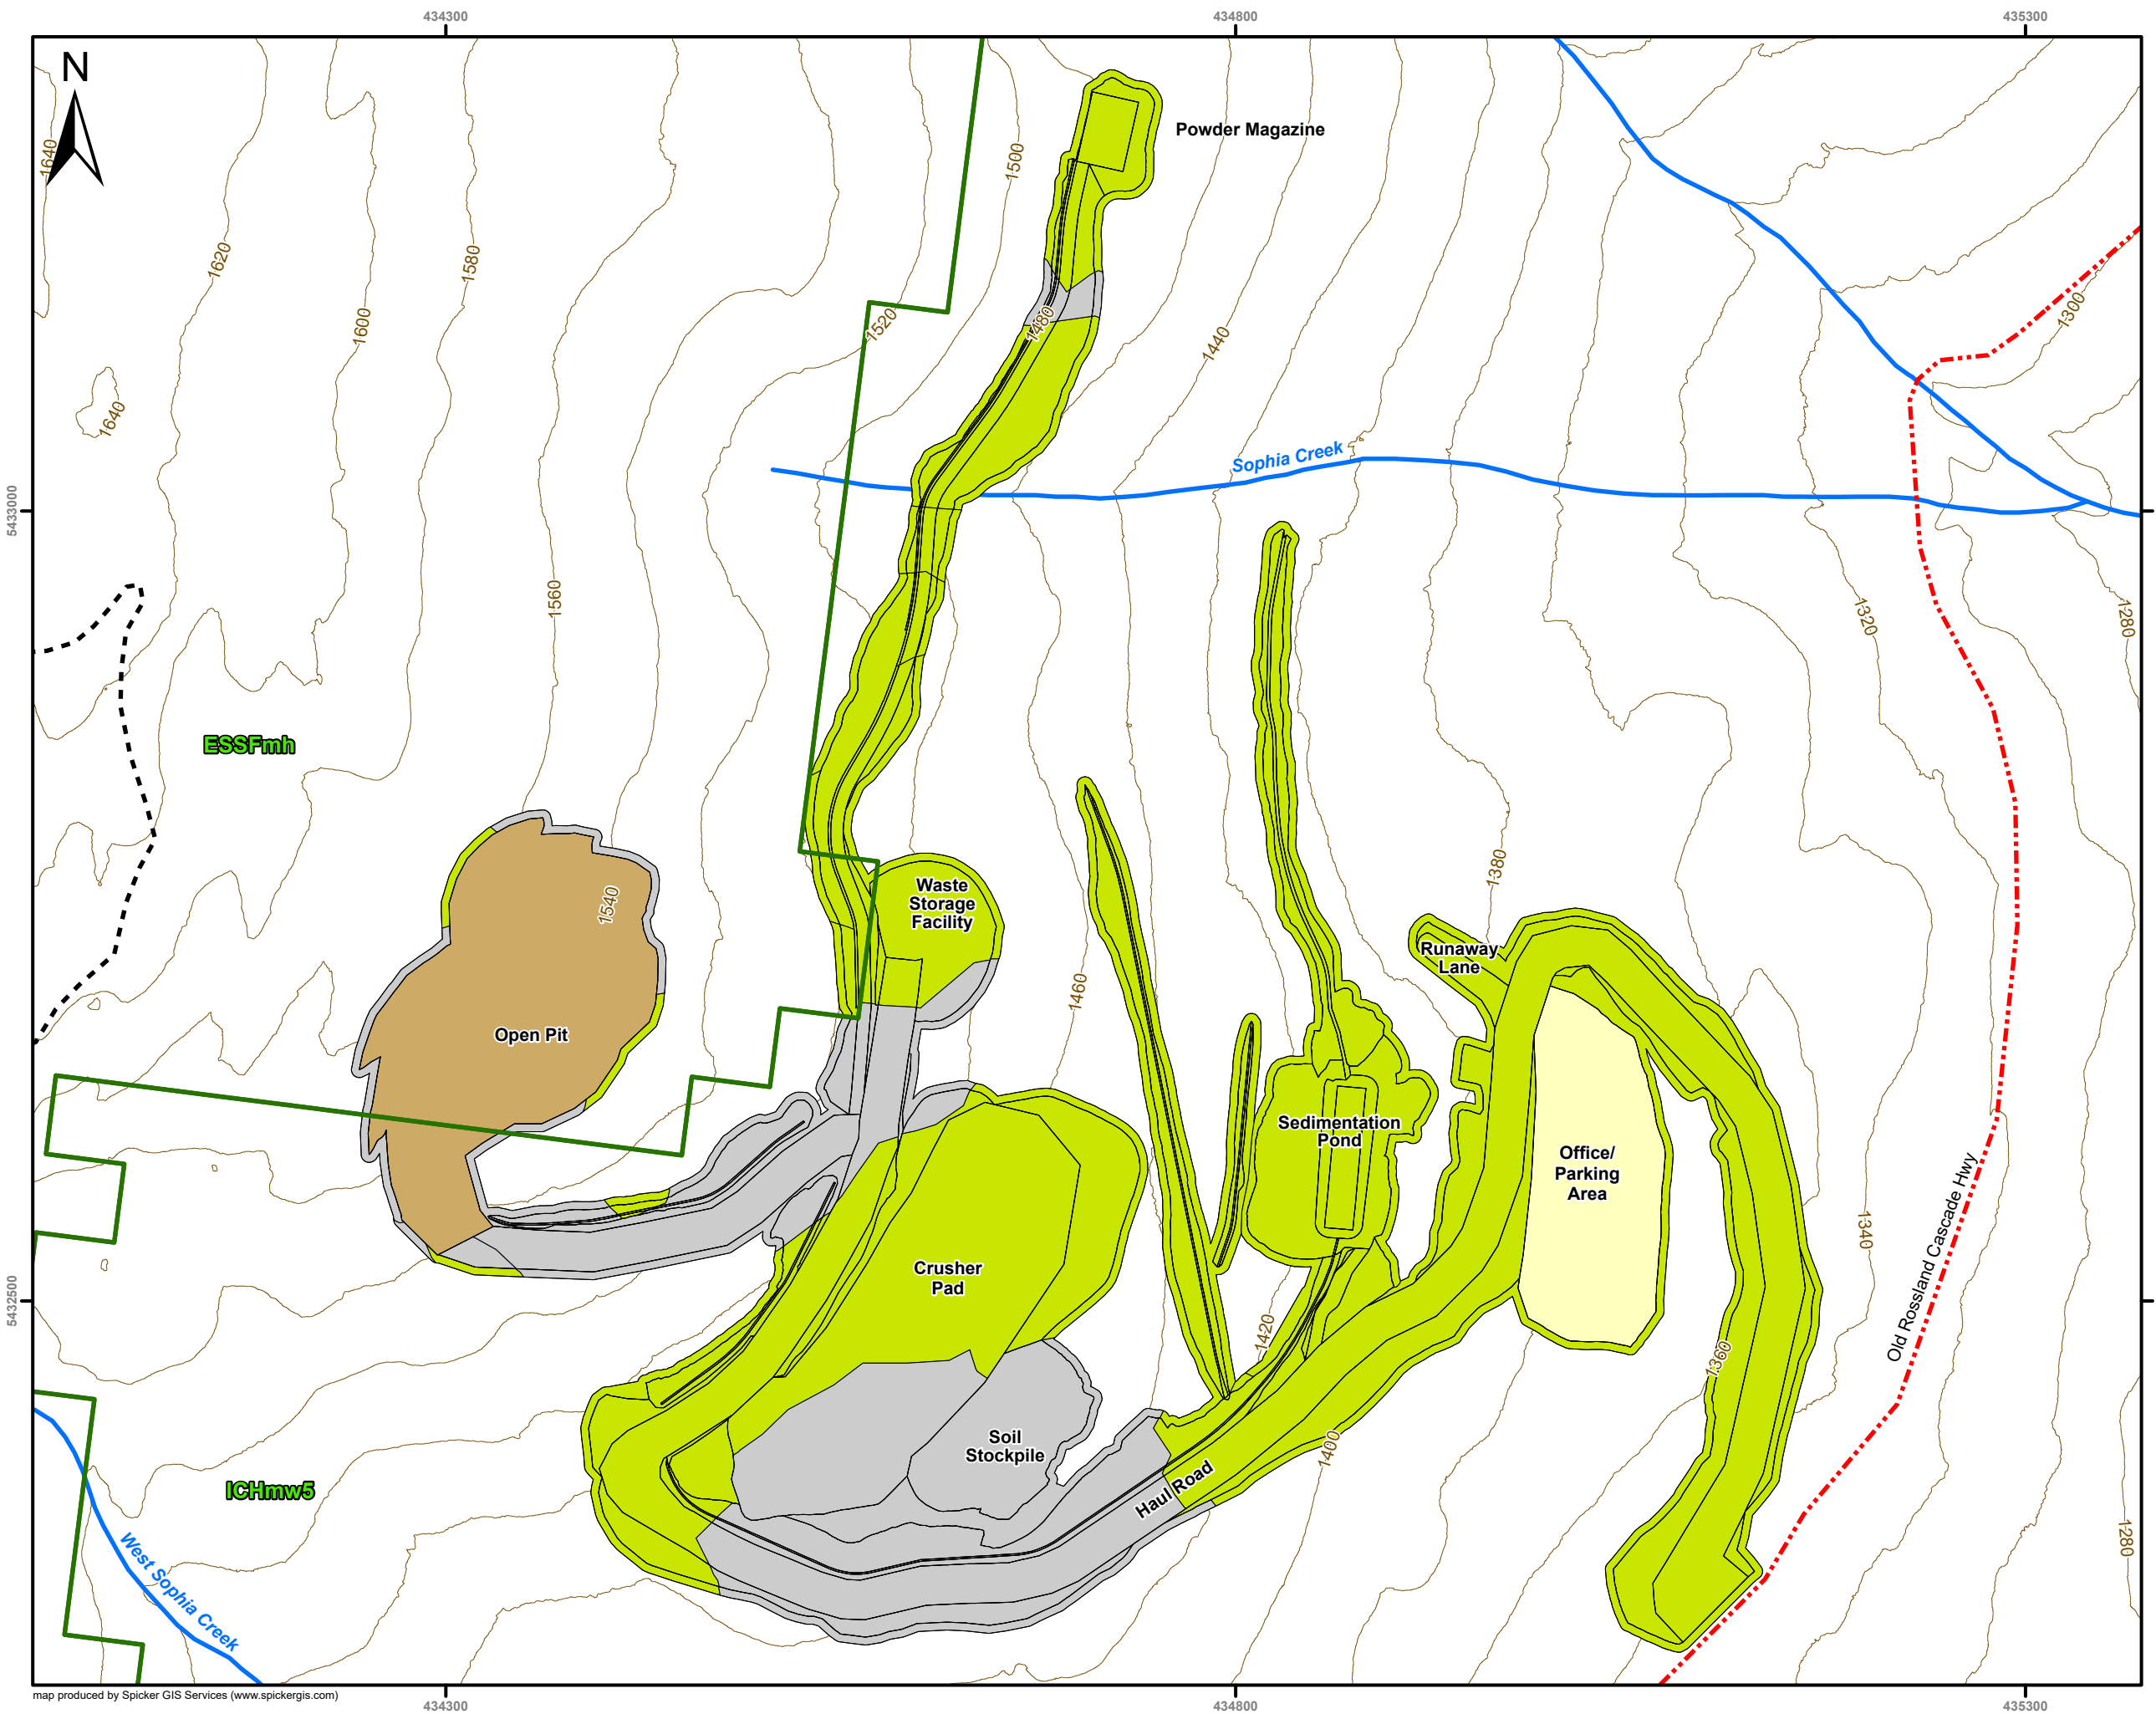 434300
434800
435300
N
Powder Magazine
1640
1500
1620
1580
1300
1480
1600
1520
1440
1640
Sophia Creek
5433000
1560
1320
1280
ESSFmh
1380
Waste
Storage
Facility
1540
Runaway
Lane
1460
Open Pit
Sedimentation
Pond
Office/
Parking
Area
1340
Old Rossland Cascade Hwy
Crusher
Pad
5432500
1420
1360
Soil
Stockpile
1400
Haul Road
ICHmw5
1280
West Sophia Creek
map produced by Spicker GIS Services (www.spickergis.com)
434300
434800
435300